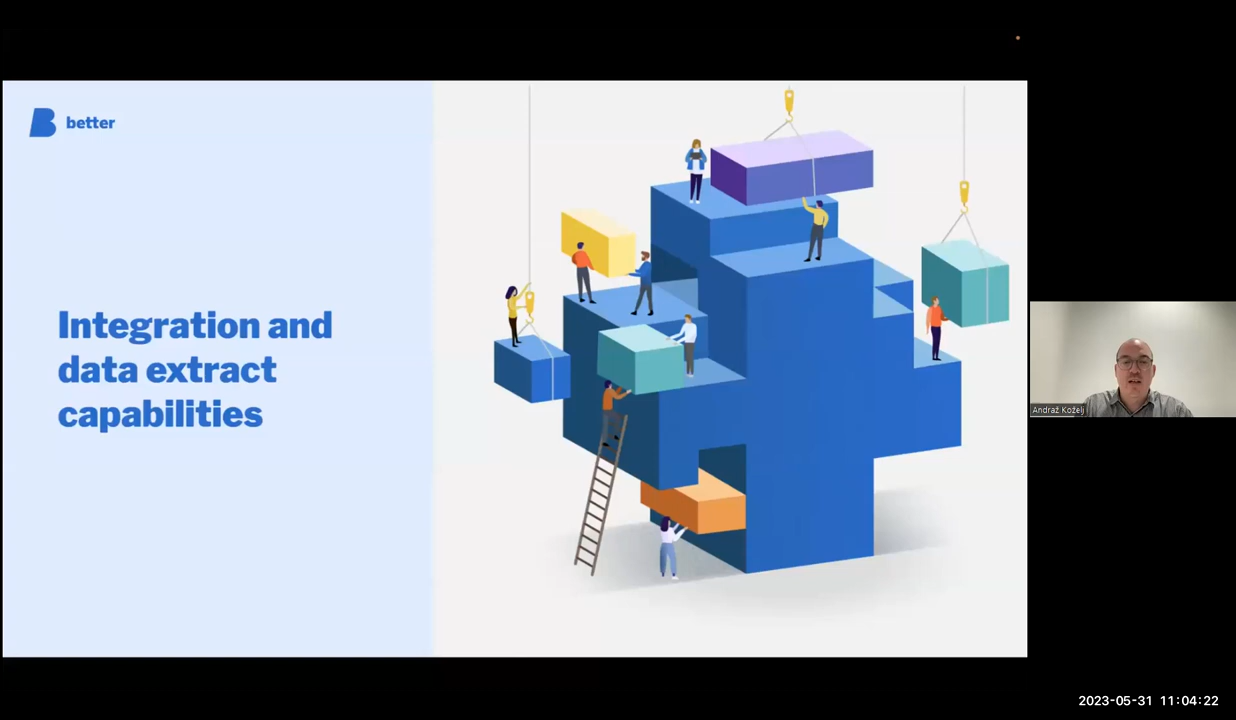 better
Integration and
data extract
capabilities
Andraž Koželj
2023-05-31 11:04:22